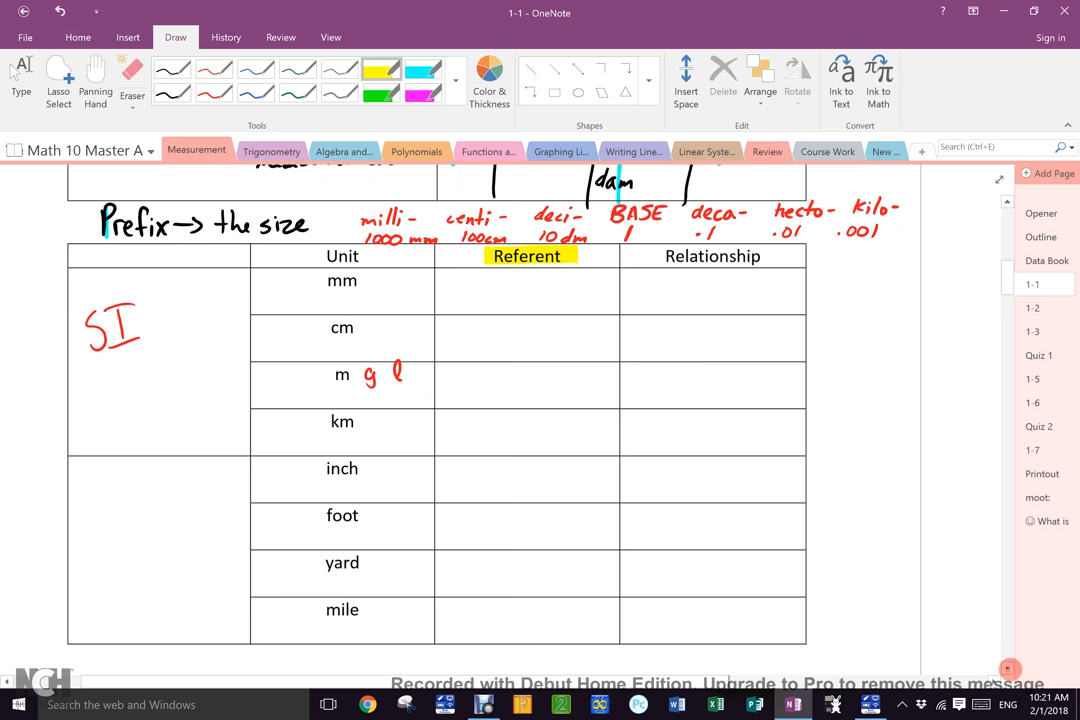 1-1 - OneNote
?
File Home Insert Draw History Review View Sign in
Type
Lasso Select
Panning Hand
Eraser
Color & Thickness
Insert Space
Delete
Arrange
Rotate
Ink to Text
Ink to Math
Tools Shapes Edit Convert
Math 10 Master A Measurement Trigonometry Algebra and... Polynomials Functions a... Graphing Li... Writing Line... Linear Syste... Review Course Work New ... + Search (Ctrl+E)
Add Page
Opener
Outline
Data Book
1-1
1-2
1-3
Quiz 1
1-5
1-6
Quiz 2
1-7
Printout
moot:
What is
dam
Prefix → the size milli- centi- deci- BASE deca- hecto- kilo-
1000 mm 100cm 10 dm 1 .1 .01 .001
Unit Referent Relationship
mm
SI
cm
m g l
km
inch
foot
yard
mile
NCH
Recorded with Debut Home Edition. Upgrade to Pro to remove this message
Search the web and Windows
ENG
10:21 AM
2/1/2018